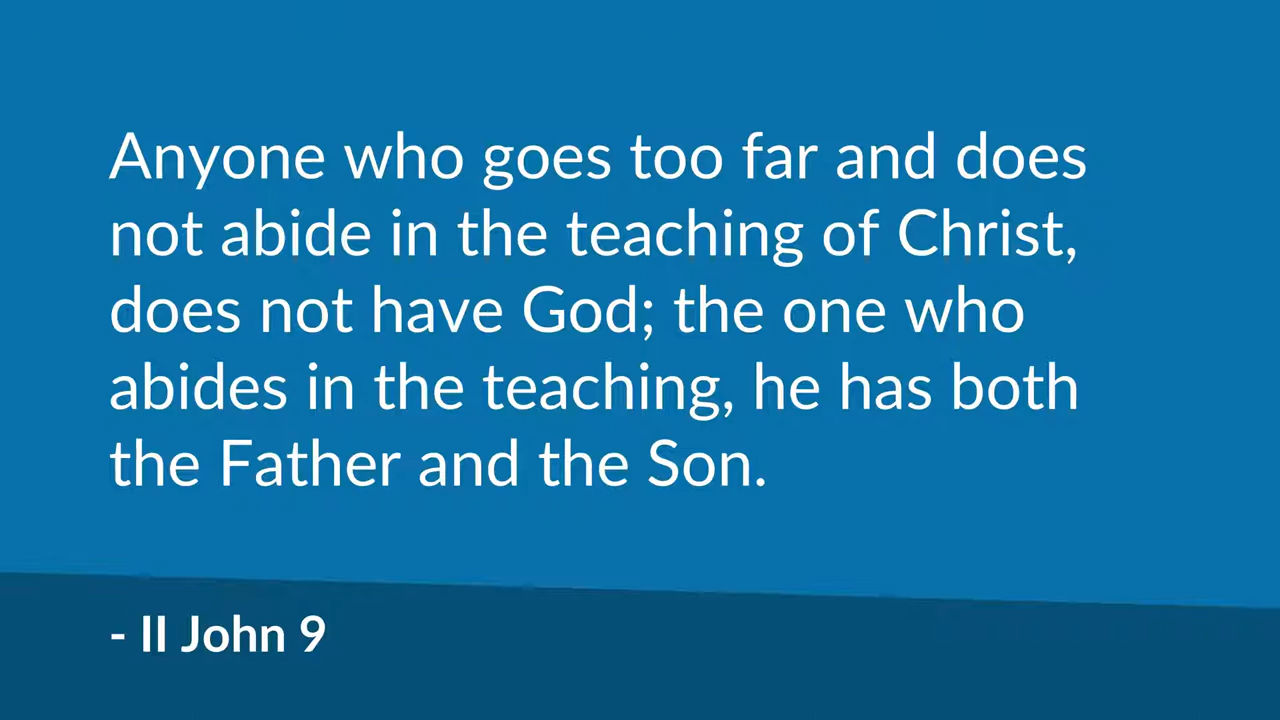 Anyone who goes too far and does
not abide in the teaching of Christ,
does not have God; the one who
abides in the teaching, he has both
the Father and the Son.
- II John 9